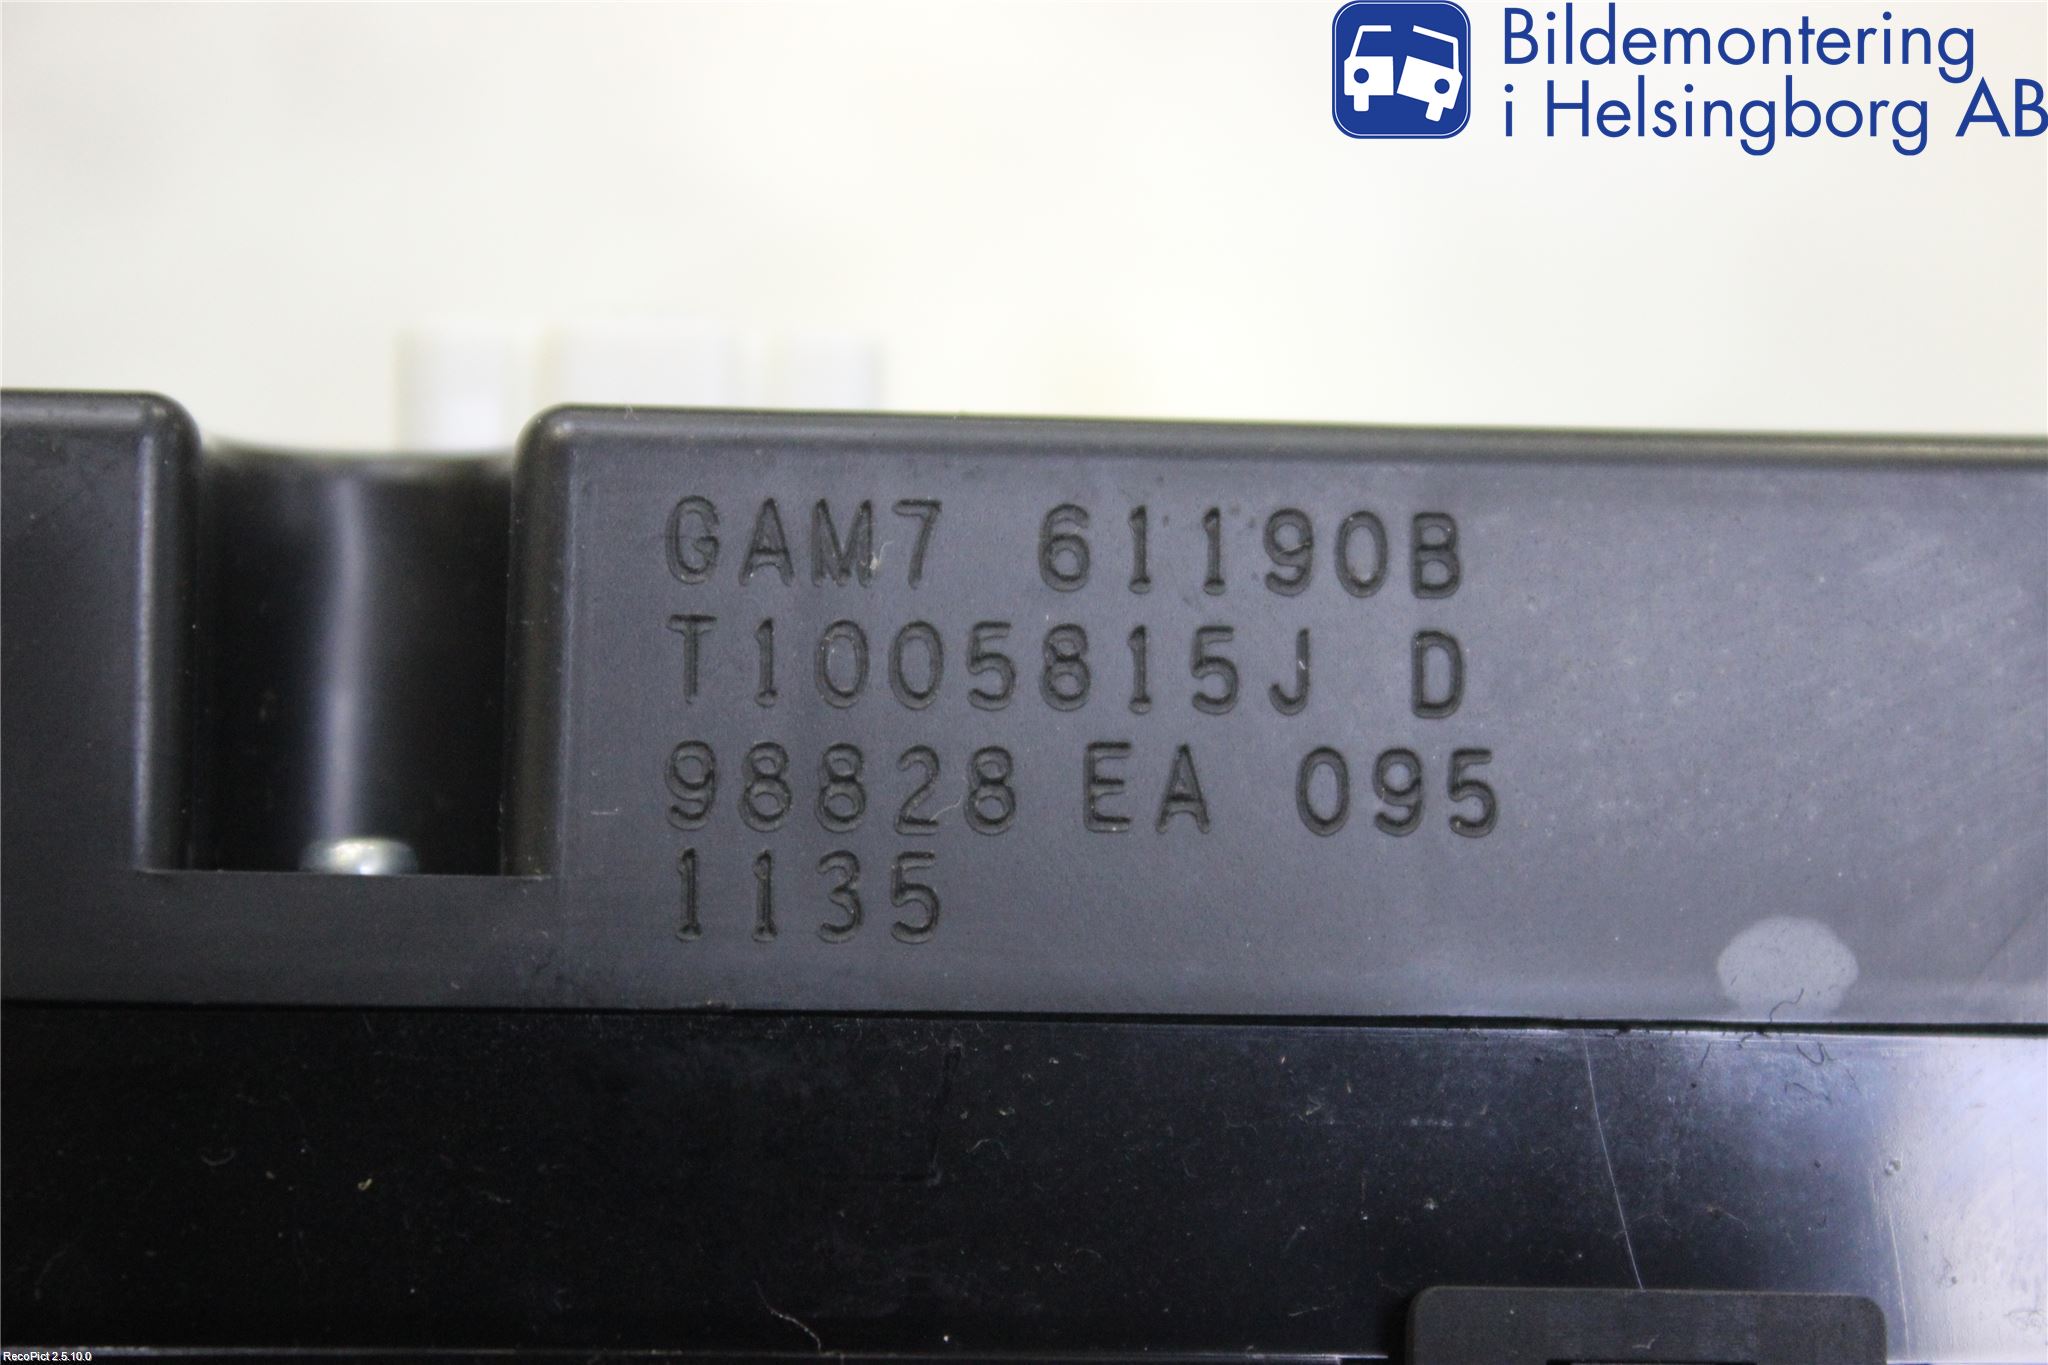 Bildemontering
i Helsingborg AB
GAM7 61190B
T1005815J D
98828 EA 095
1135
RecoPict 2.5.10.0